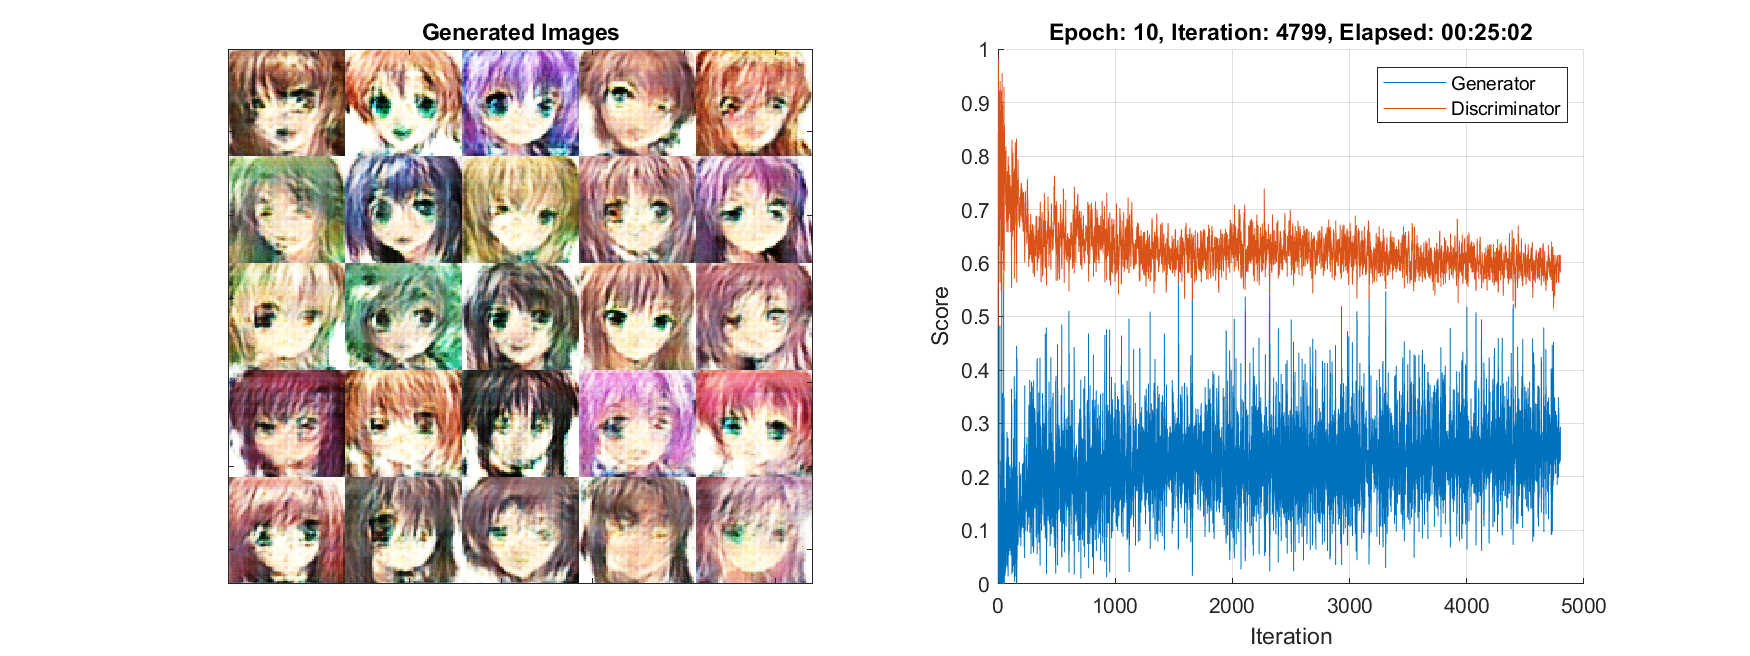 Generated Images
Epoch: 10, Iteration: 4799, Elapsed: 00:25:02
Generator
Discriminator
1
0.9
0.8
0.7
0.6
0.5
0.4
0.3
0.2
0.1
0
Score
0 1000 2000 3000 4000 5000
Iteration